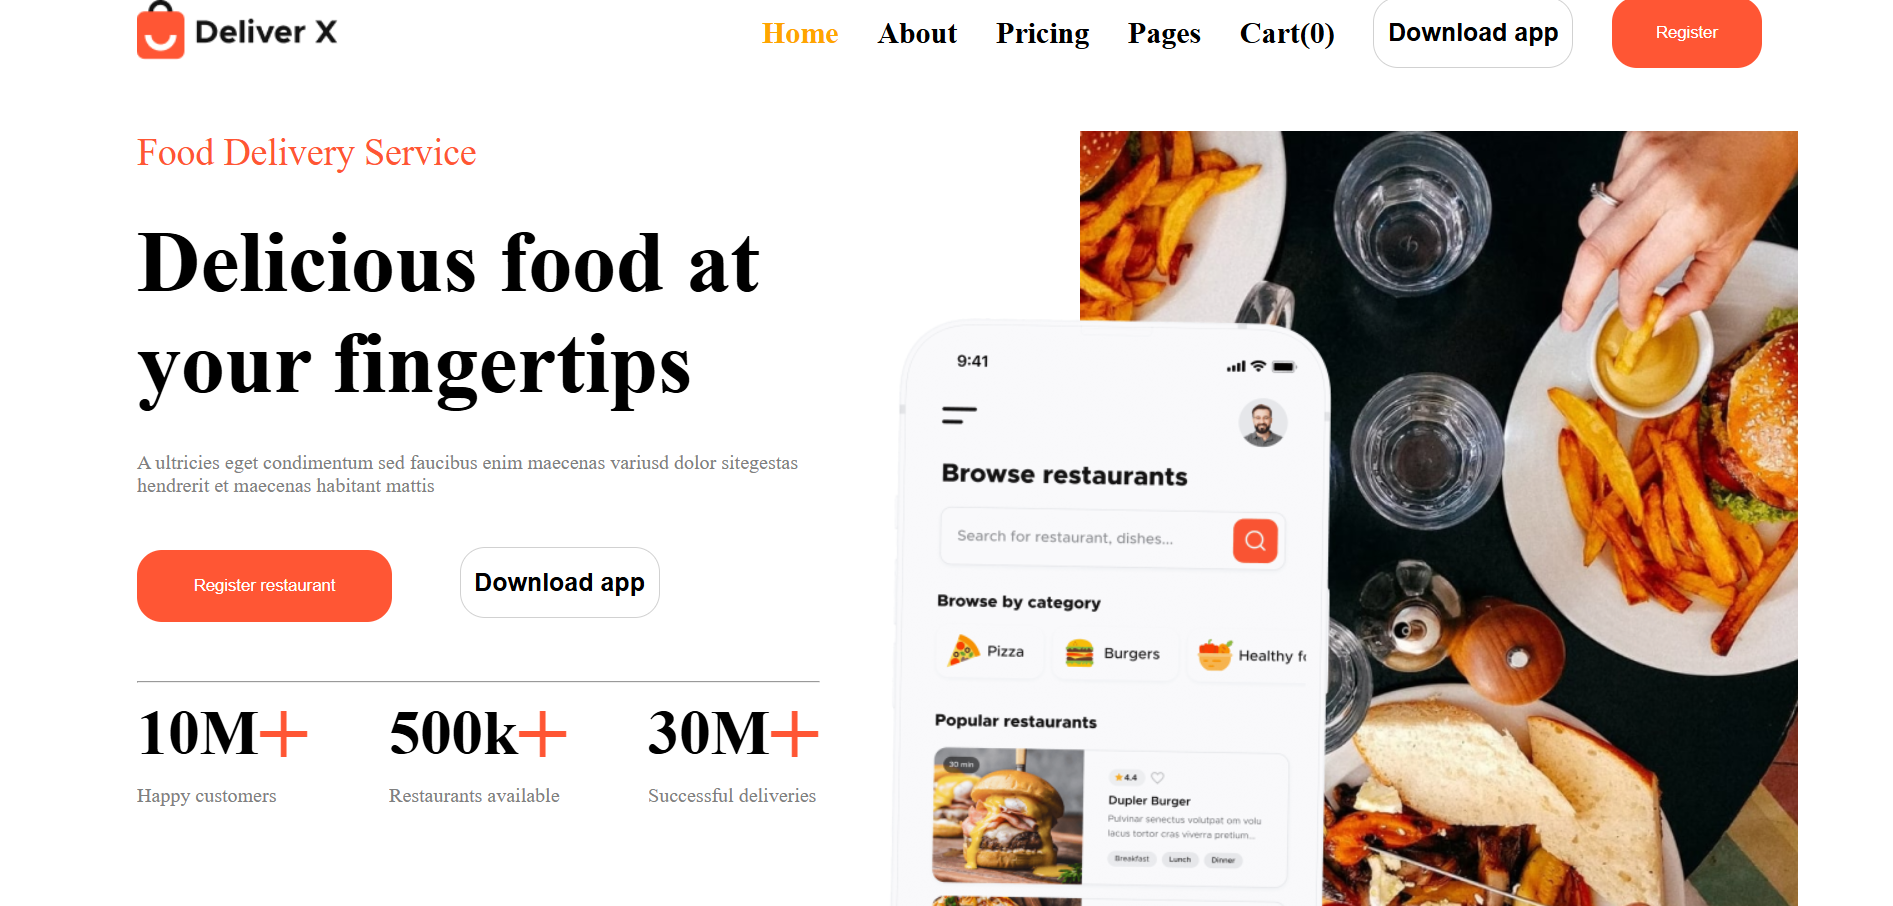 Deliver X
Home About Pricing Pages Cart(0) Download app Register
Food Delivery Service
Delicious food at
your fingertips
A ultricies eget condimentum sed faucibus enim maecenas variusd dolor sitegestas
hendrerit et maecenas habitant mattis
Register restaurant Download app
10M+ 500k+ 30M+
Happy customers Restaurants available Successful deliveries
9:41
Browse restaurants
Search for restaurant, dishes...
Browse by category
Pizza Burgers Healthy fo
Popular restaurants
30 min
4.4
Dupler Burger
Pulvinar senectus volutpat om volu
lacus tortor cras viverra pretium...
Breakfast Lunch Dinner